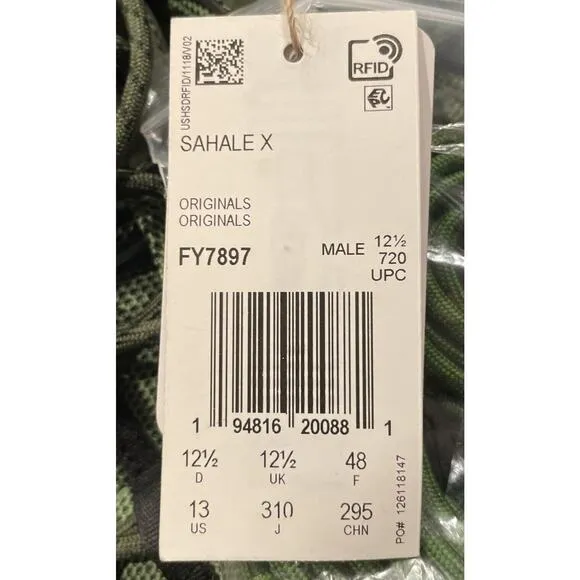 USHSDRFID/1118/V02
RFID
SAHALE X
ORIGINALS
ORIGINALS
FY7897
MALE 12½
720
UPC
1 94816 20088 1
12½ 12½ 48
D UK F
13 310 295
US J CHN
PO# 126118147